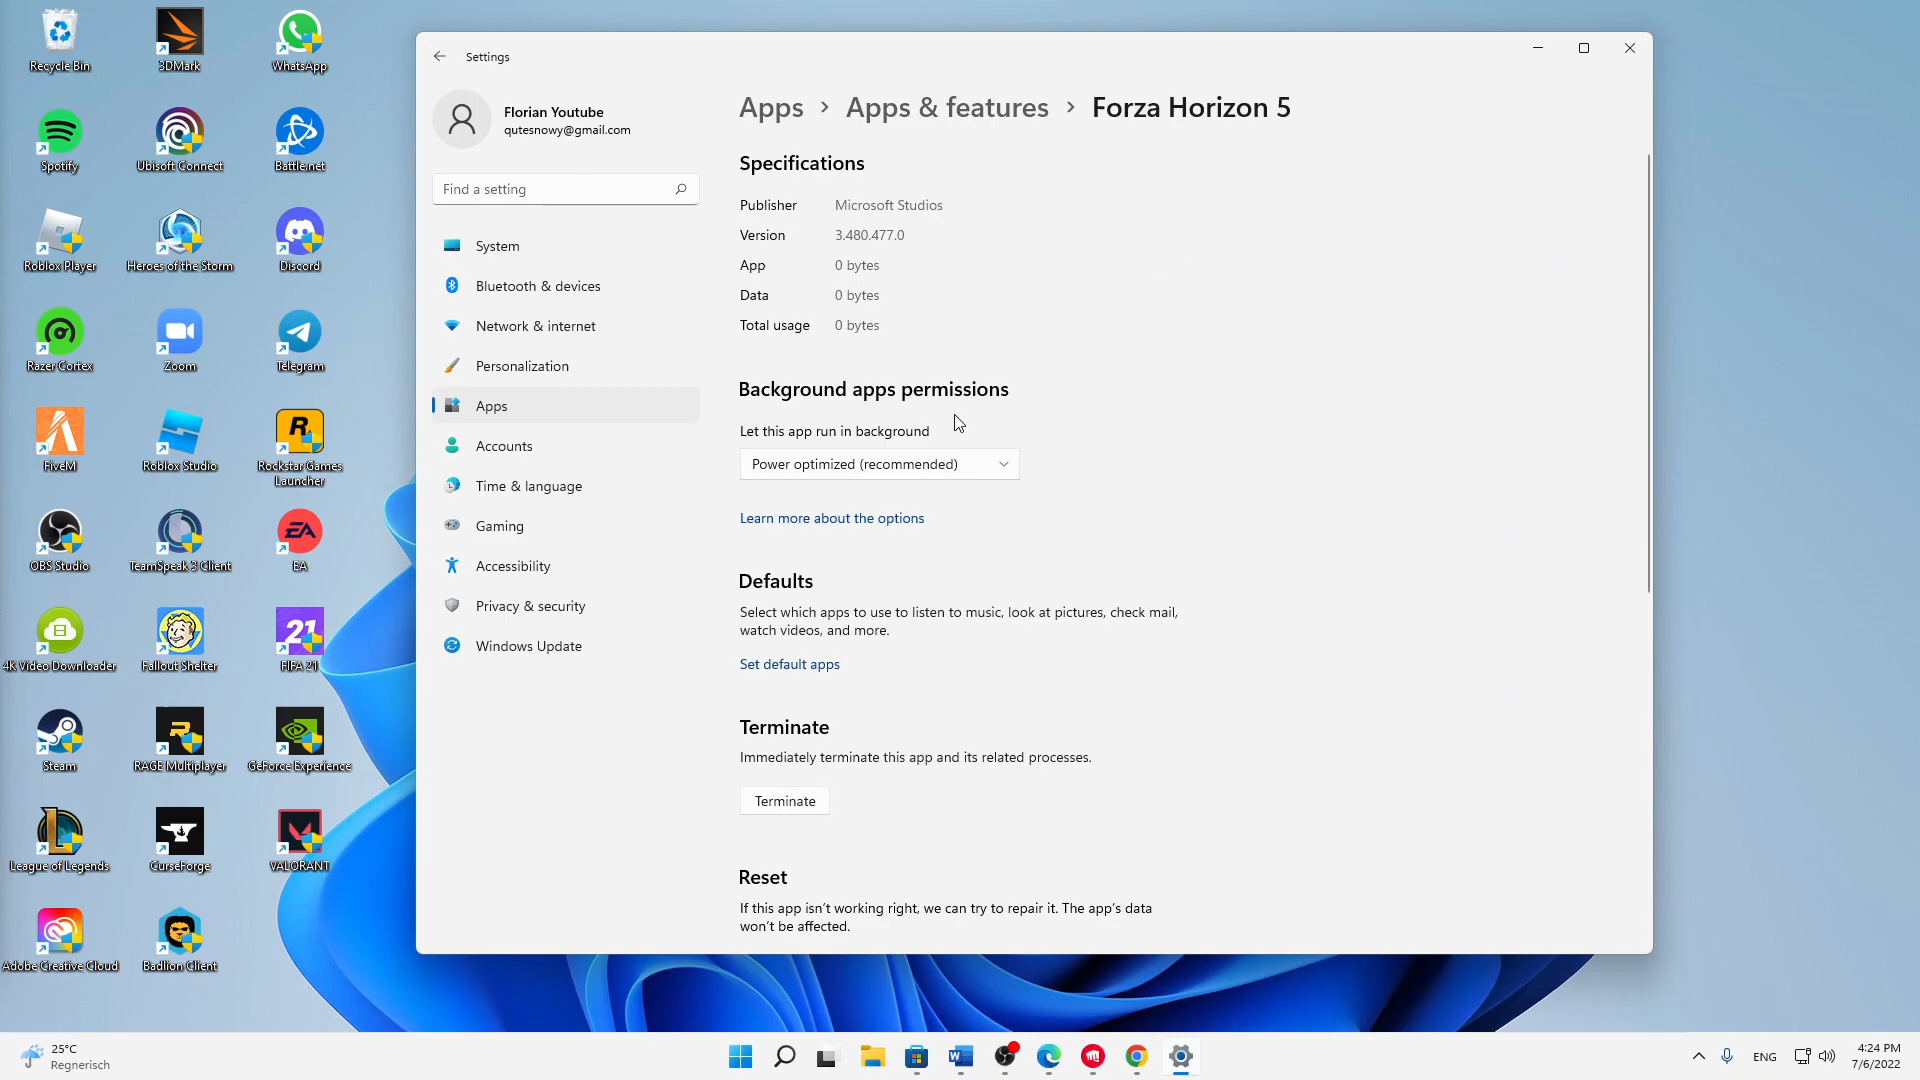 Recycle Bin
3DMark
WhatsApp
Spotify
Ubisoft Connect
Battle.net
Roblox Player
Heroes of the Storm
Discord
Razer Cortex
Zoom
Telegram
FiveM
Roblox Studio
Rockstar Games
Launcher
OBS Studio
TeamSpeak 3 Client
EA
4K Video Downloader
Fallout Shelter
FIFA 21
Steam
RAGE Multiplayer
GeForce Experience
League of Legends
CurseForge
VALORANT
Adobe Creative Cloud
Badlion Client
Settings
Florian Youtube
qutesnowy@gmail.com
Find a setting
System
Bluetooth & devices
Network & internet
Personalization
Apps
Accounts
Time & language
Gaming
Accessibility
Privacy & security
Windows Update
Apps > Apps & features > Forza Horizon 5
Specifications
Publisher Microsoft Studios
Version 3.480.477.0
App 0 bytes
Data 0 bytes
Total usage 0 bytes
Background apps permissions
Let this app run in background
Power optimized (recommended)
Learn more about the options
Defaults
Select which apps to use to listen to music, look at pictures, check mail,
watch videos, and more.
Set default apps
Terminate
Immediately terminate this app and its related processes.
Terminate
Reset
If this app isn't working right, we can try to repair it. The app's data
won't be affected.
25°C
Regnerisch
ENG
4:24 PM
7/6/2022